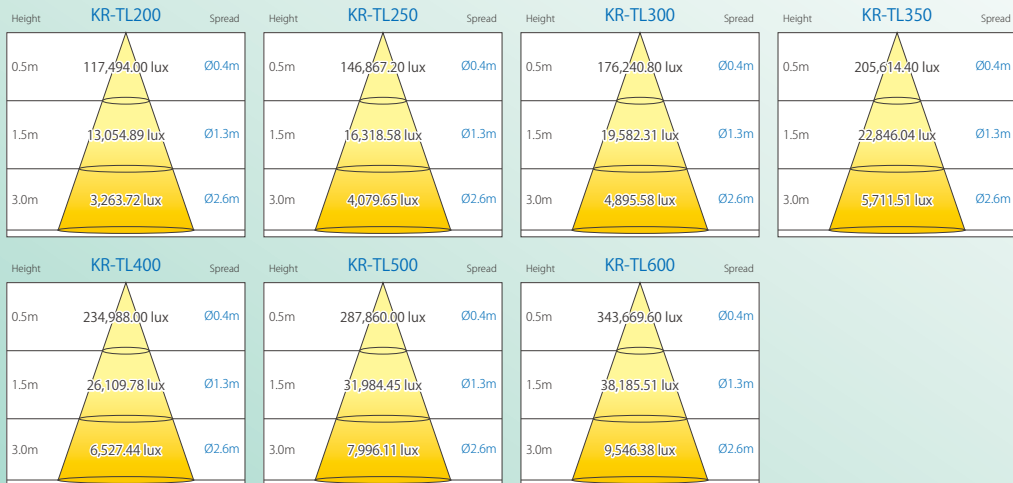 Height KR-TL200 Spread
0.5m 117,494.00 lux Ø0.4m
1.5m 13,054.89 lux Ø1.3m
3.0m 3,263.72 lux Ø2.6m
Height KR-TL250 Spread
0.5m 146,867.20 lux Ø0.4m
1.5m 16,318.58 lux Ø1.3m
3.0m 4,079.65 lux Ø2.6m
Height KR-TL300 Spread
0.5m 176,240.80 lux Ø0.4m
1.5m 19,582.31 lux Ø1.3m
3.0m 4,895.58 lux Ø2.6m
Height KR-TL350 Spread
0.5m 205,614.40 lux Ø0.4m
1.5m 22,846.04 lux Ø1.3m
3.0m 5,711.51 lux Ø2.6m
Height KR-TL400 Spread
0.5m 234,988.00 lux Ø0.4m
1.5m 26,109.78 lux Ø1.3m
3.0m 6,527.44 lux Ø2.6m
Height KR-TL500 Spread
0.5m 287,860.00 lux Ø0.4m
1.5m 31,984.45 lux Ø1.3m
3.0m 7,996.11 lux Ø2.6m
Height KR-TL600 Spread
0.5m 343,669.60 lux Ø0.4m
1.5m 38,185.51 lux Ø1.3m
3.0m 9,546.38 lux Ø2.6m